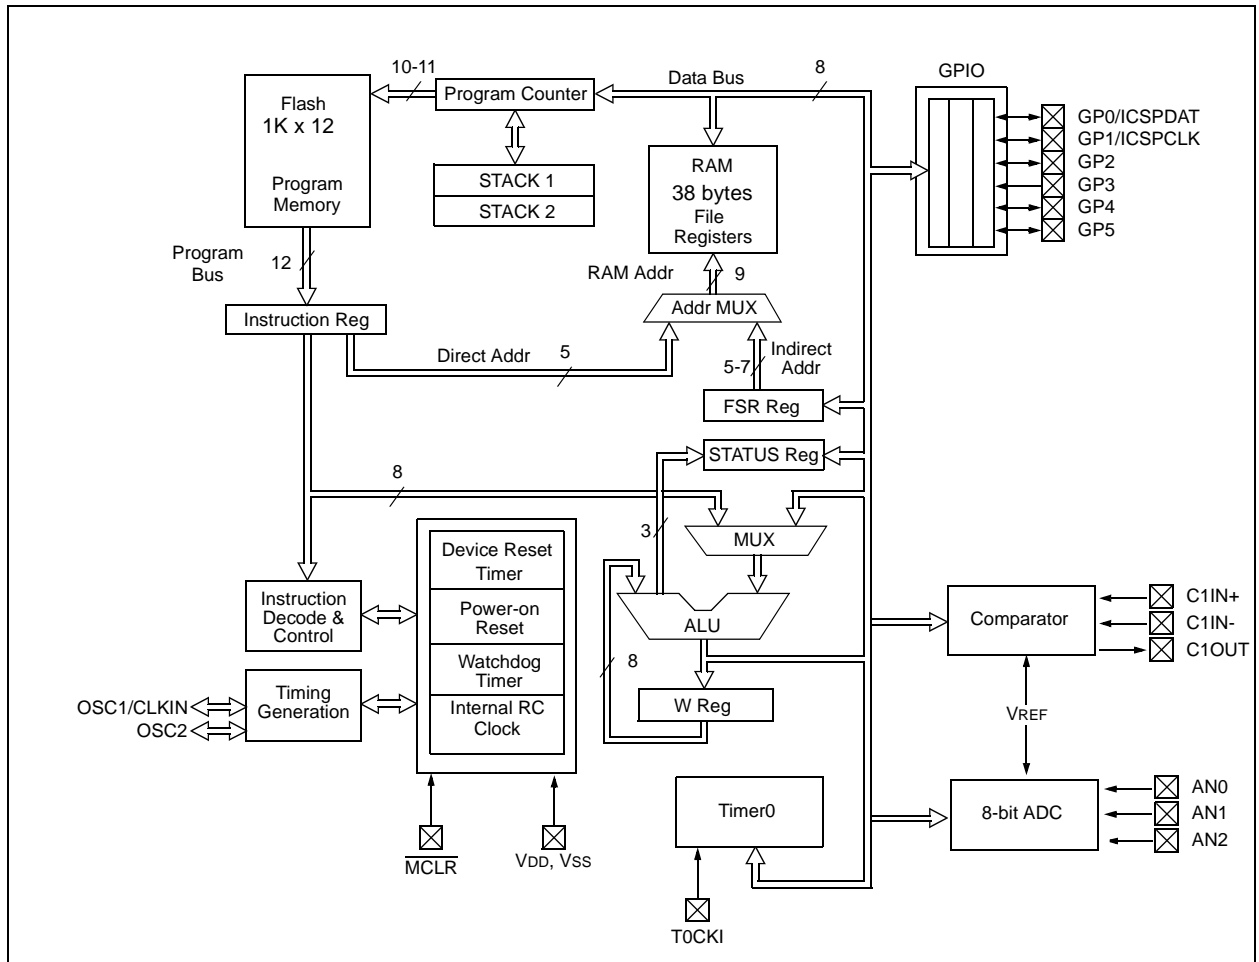 10-11
Data Bus
8
GPIO
Flash
1K x 12
Program
Memory
Program Counter
STACK 1
STACK 2
RAM
38 bytes
File
Registers
GP0/ICSPDAT
GP1/ICSPCLK
GP2
GP3
GP4
GP5
Program
Bus
12
RAM Addr
9
Instruction Reg
Addr MUX
Direct Addr
5
5-7
Indirect
Addr
FSR Reg
STATUS Reg
8
3
MUX
Device Reset
Timer
Power-on
Reset
Watchdog
Timer
Internal RC
Clock
Instruction
Decode &
Control
Timing
Generation
OSC1/CLKIN
OSC2
ALU
8
W Reg
Comparator
C1IN+
C1IN-
C1OUT
VREF
8-bit ADC
AN0
AN1
AN2
Timer0
MCLR
VDD, VSS
T0CKI